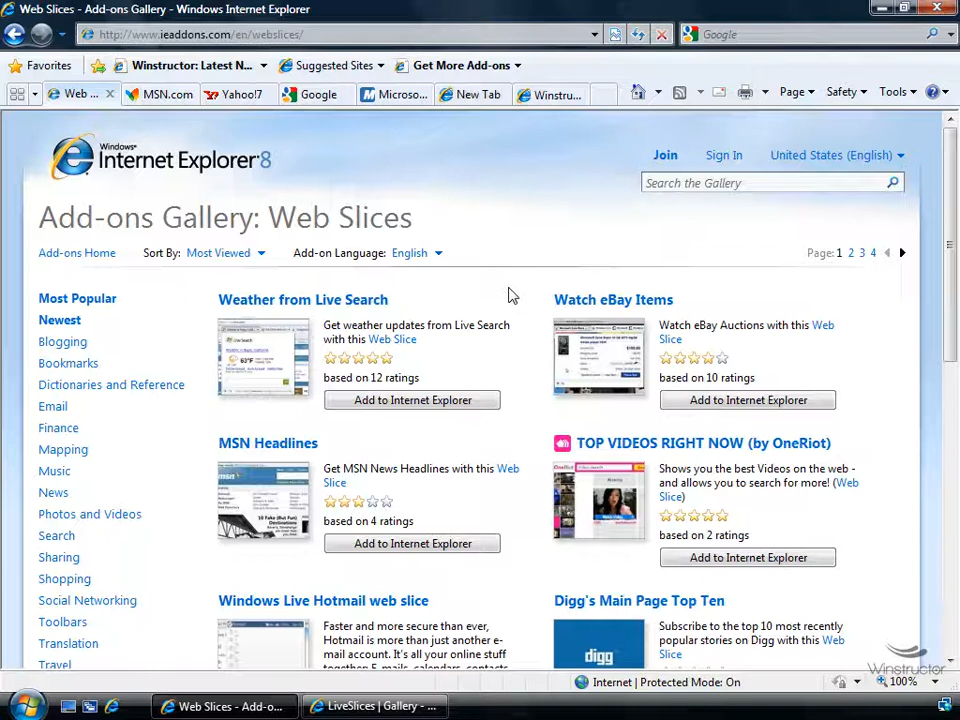 Web Slices - Add-ons Gallery - Windows Internet Explorer
http://www.ieaddons.com/en/webslices/
Google
Favorites Winstructor: Latest N... Suggested Sites Get More Add-ons
Web ... MSN.com Yahoo!7 Google Microso... New Tab Winstru... Page Safety Tools
Windows
Internet Explorer 8
Join Sign In United States (English)
Search the Gallery
Add-ons Gallery: Web Slices
Add-ons Home Sort By: Most Viewed Add-on Language: English Page: 1 2 3 4
Most Popular
Newest
Blogging
Bookmarks
Dictionaries and Reference
Email
Finance
Mapping
Music
News
Photos and Videos
Search
Sharing
Shopping
Social Networking
Toolbars
Translation
Travel
Weather from Live Search
Get weather updates from Live Search
with this Web Slice
based on 12 ratings
Add to Internet Explorer
Watch eBay Items
Watch eBay Auctions with this Web
Slice
based on 10 ratings
Add to Internet Explorer
MSN Headlines
msn
Get MSN News Headlines with this Web
Slice
based on 4 ratings
Add to Internet Explorer
TOP VIDEOS RIGHT NOW (by OneRiot)
Shows you the best Videos on the web -
and allows you to search for more! (Web
Slice)
based on 2 ratings
Add to Internet Explorer
Windows Live Hotmail web slice
Faster and more secure than ever,
Hotmail is more than just another e-
mail account. It's all your online stuff
together. E-mails, calendars, contacts
Digg's Main Page Top Ten
digg
Subscribe to the top 10 most recently
popular stories on Digg with this Web
Slice
Winstructor
Internet | Protected Mode: On 100%
Web Slices - Add-o... LiveSlices | Gallery - ...